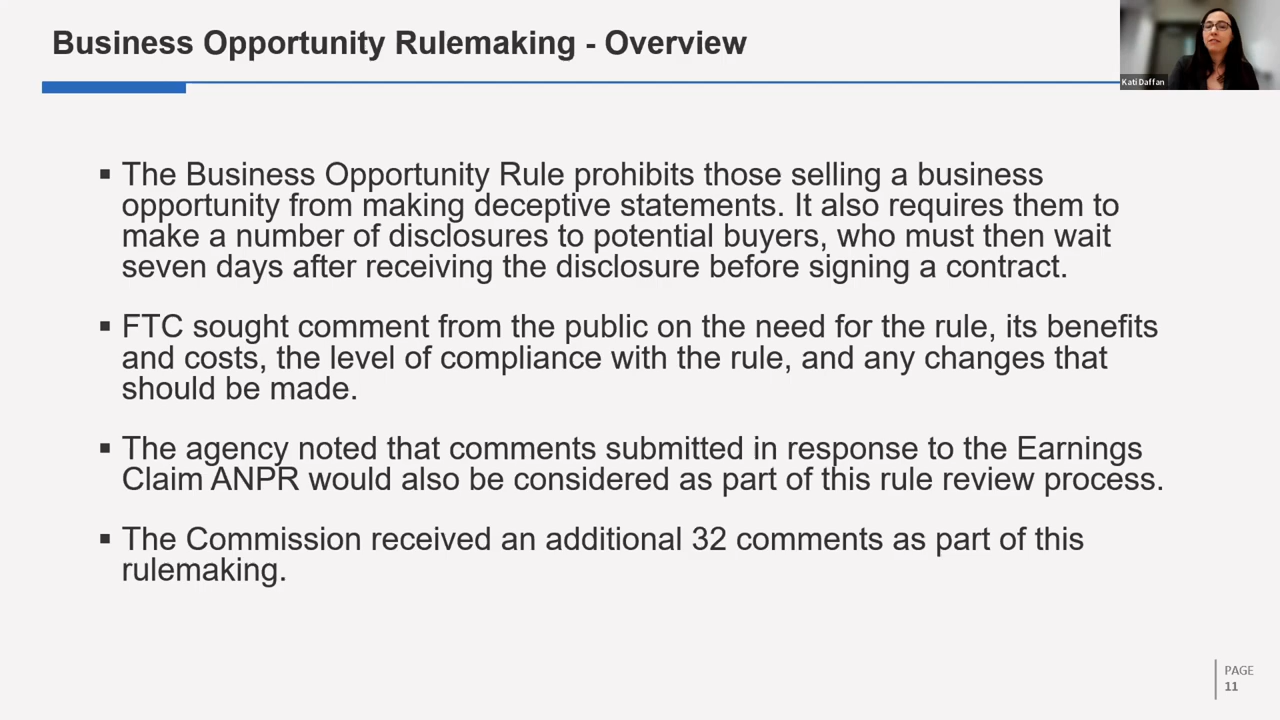 Business Opportunity Rulemaking - Overview
Kati Daffan
▪ The Business Opportunity Rule prohibits those selling a business
opportunity from making deceptive statements. It also requires them to
make a number of disclosures to potential buyers, who must then wait
seven days after receiving the disclosure before signing a contract.
▪ FTC sought comment from the public on the need for the rule, its benefits
and costs, the level of compliance with the rule, and any changes that
should be made.
▪ The agency noted that comments submitted in response to the Earnings
Claim ANPR would also be considered as part of this rule review process.
▪ The Commission received an additional 32 comments as part of this
rulemaking.
PAGE
11